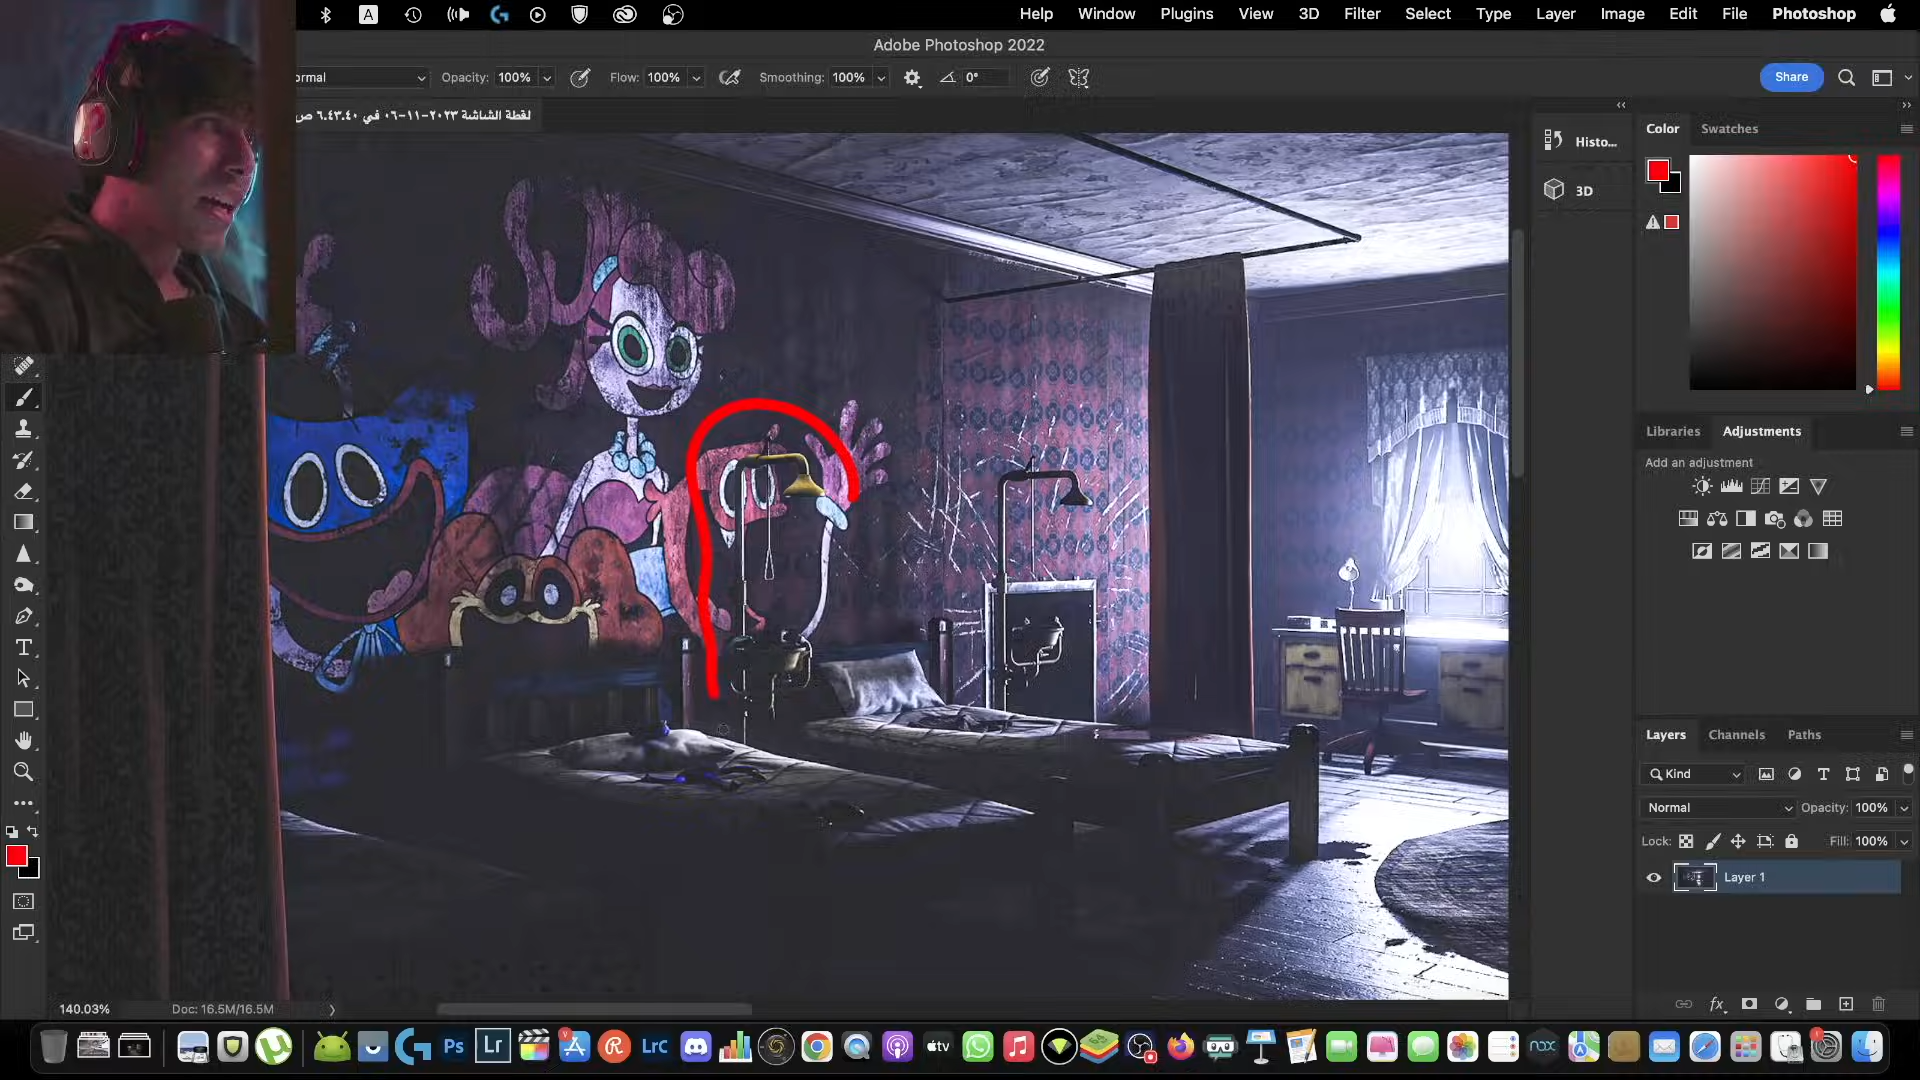 A
Help Window Plugins View 3D Filter Select Type Layer Image Edit File Photoshop
Adobe Photoshop 2022
ormal Opacity: 100% Flow: 100% Smoothing: 100% 0° Share
لقطة الشاشة ٢٠٢٣-١١-٠٦ في ٦.٤٣.٤٠ ص
Histo...
3D
Color Swatches
Libraries Adjustments
Add an adjustment
Layers Channels Paths
Kind
Normal Opacity: 100%
Lock: Fill: 100%
Layer 1
140.03% Doc: 16.5M/16.5M
Ps Lr LrC tv nox